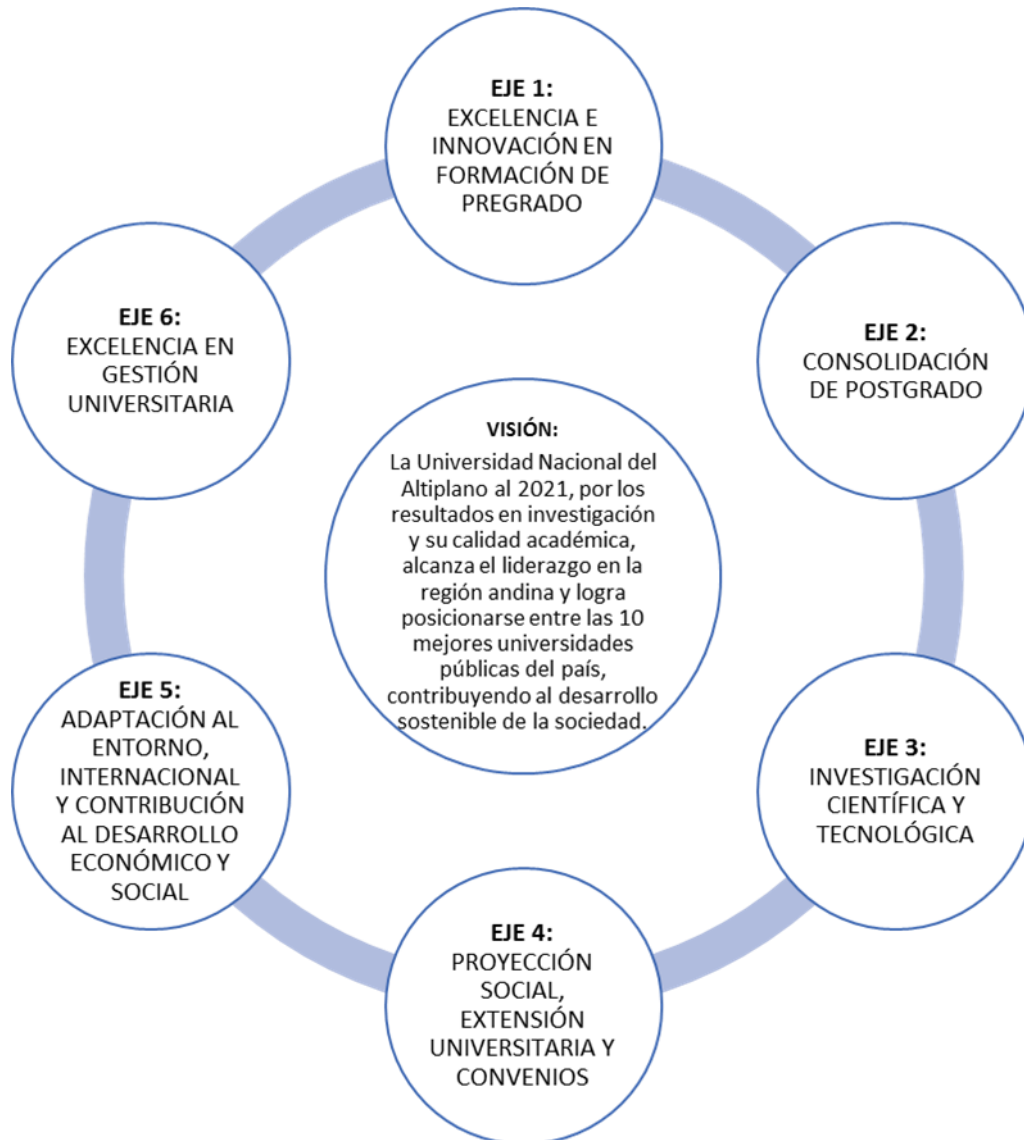 EJE 1:
EXCELENCIA E
INNOVACIÓN EN
FORMACIÓN DE
PREGRADO
EJE 2:
CONSOLIDACIÓN
DE POSTGRADO
EJE 3:
INVESTIGACIÓN
CIENTÍFICA Y
TECNOLÓGICA
EJE 4:
PROYECCIÓN
SOCIAL,
EXTENSIÓN
UNIVERSITARIA Y
CONVENIOS
EJE 5:
ADAPTACIÓN AL
ENTORNO,
INTERNACIONAL
Y CONTRIBUCIÓN
AL DESARROLLO
ECONÓMICO Y
SOCIAL
EJE 6:
EXCELENCIA EN
GESTIÓN
UNIVERSITARIA
VISIÓN:
La Universidad Nacional del
Altiplano al 2021, por los
resultados en investigación
y su calidad académica,
alcanza el liderazgo en la
región andina y logra
posicionarse entre las 10
mejores universidades
públicas del país,
contribuyendo al desarrollo
sostenible de la sociedad.